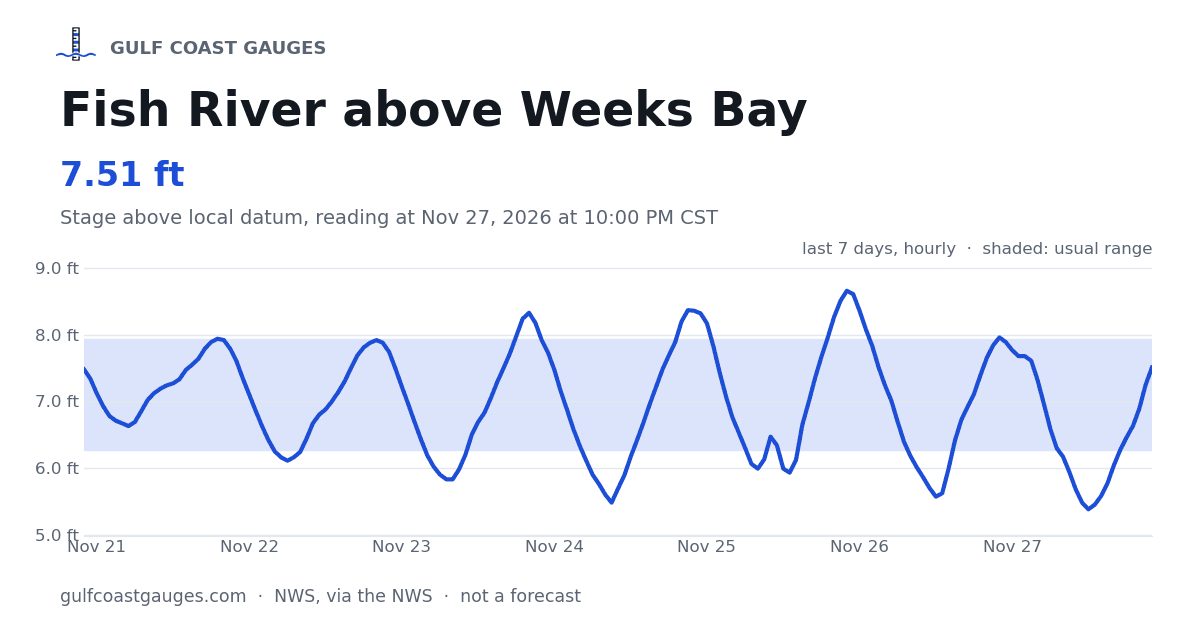 GULF COAST GAUGES
Fish River above Weeks Bay
7.51 ft
Stage above local datum, reading at Nov 27, 2026 at 10:00 PM CST
last 7 days, hourly · shaded: usual range
9.0 ft
8.0 ft
7.0 ft
6.0 ft
5.0 ft
Nov 21 Nov 22 Nov 23 Nov 24 Nov 25 Nov 26 Nov 27
gulfcoastgauges.com · NWS, via the NWS · not a forecast